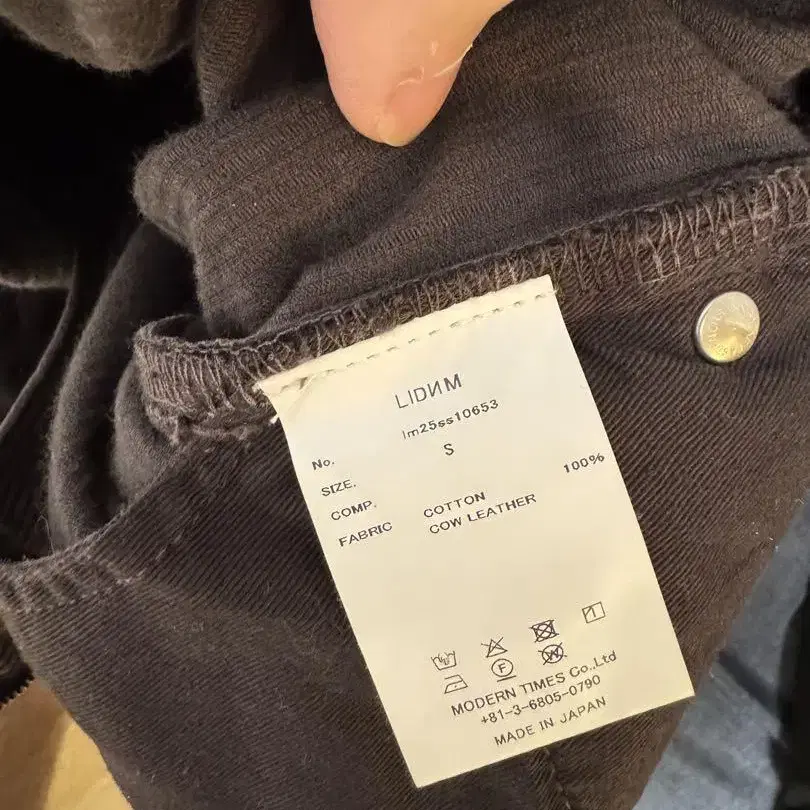 LIDИM
No. lm25ss10653
SIZE. S
COMP. COTTON 100%
FABRIC COW LEATHER
F
W
MODERN TIMES Co.,Ltd
+81-3-6805-0790
MADE IN JAPAN